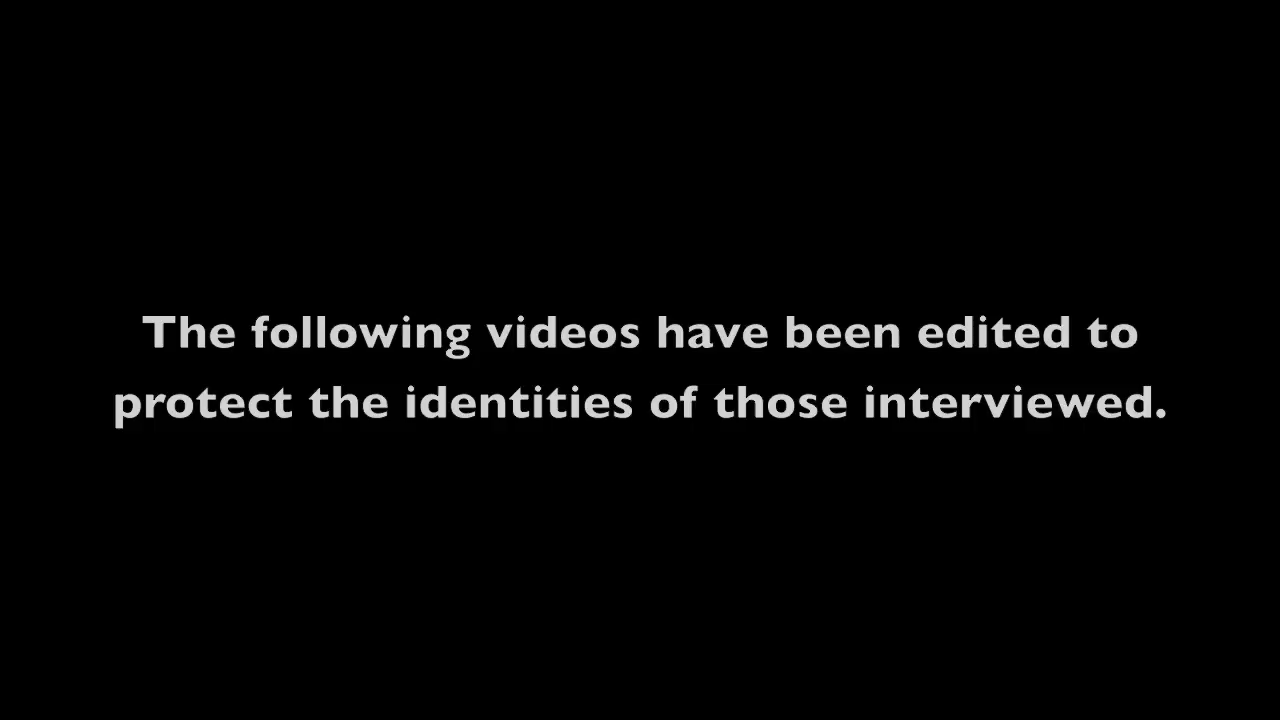 The following videos have been edited to
protect the identities of those interviewed.